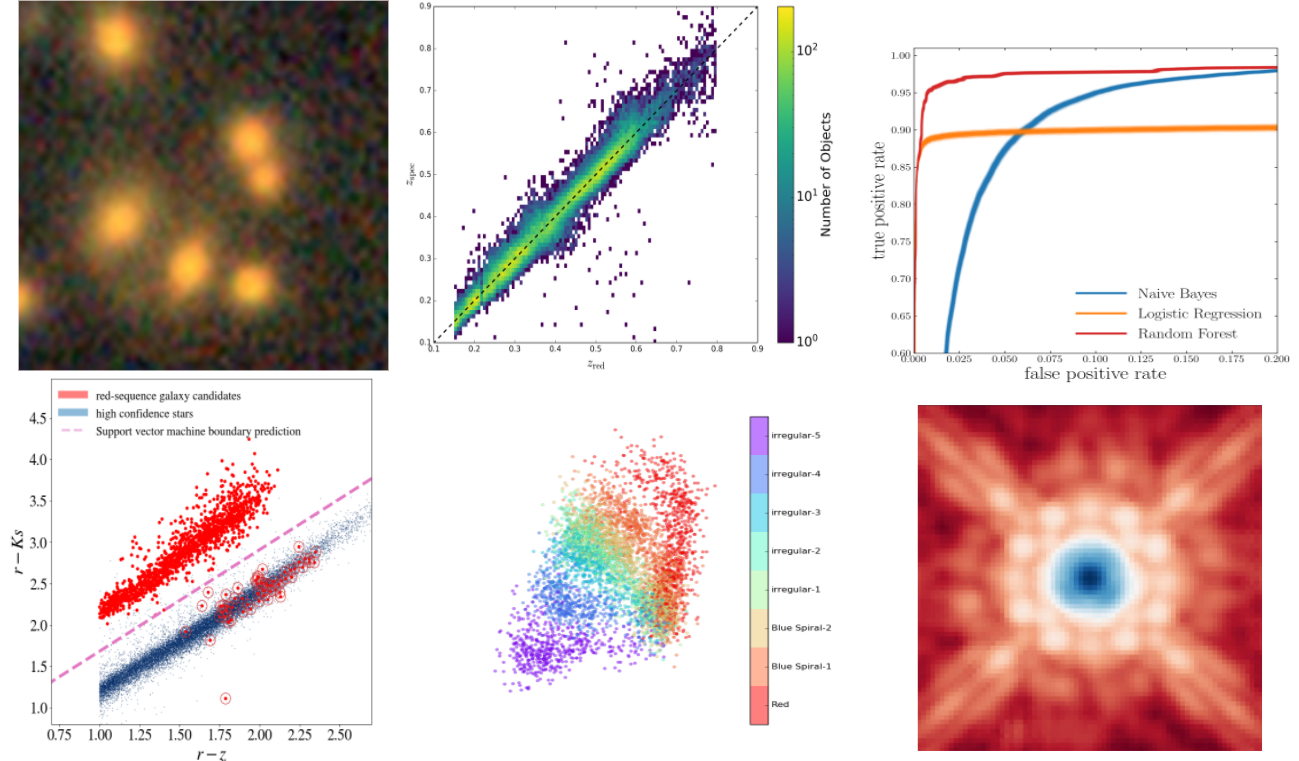 0.9
0.8
0.7
0.6
0.5
0.4
0.3
0.2
0.1
z_spec
0.1 0.2 0.3 0.4 0.5 0.6 0.7 0.8 0.9
z_red
10²
10¹
10⁰
Number of Objects
1.00
0.95
0.90
0.85
0.80
0.75
0.70
0.65
0.60
true positive rate
Naive Bayes
Logistic Regression
Random Forest
0.000 0.025 0.050 0.075 0.100 0.125 0.150 0.175 0.200
false positive rate
red-sequence galaxy candidates
high confidence stars
Support vector machine boundary prediction
4.5
4.0
3.5
3.0
2.5
2.0
1.5
1.0
r − Ks
0.75 1.00 1.25 1.50 1.75 2.00 2.25 2.50
r − z
irregular-5
irregular-4
irregular-3
irregular-2
irregular-1
Blue Spiral-2
Blue Spiral-1
Red